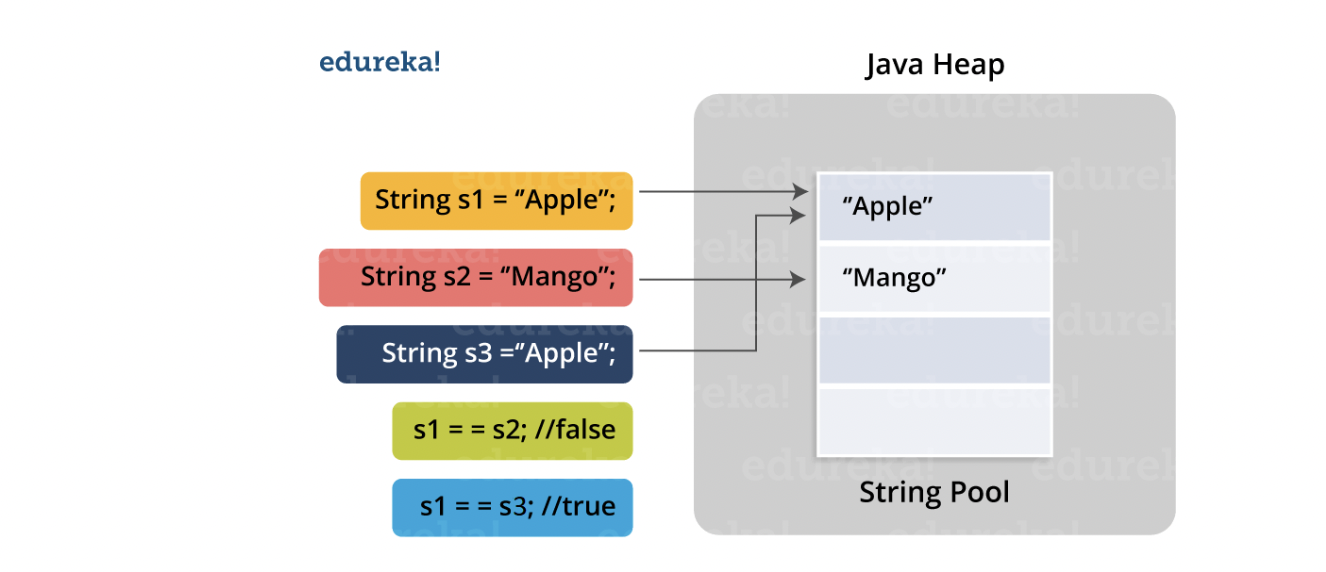 edureka!
Java Heap
String s1 = “Apple”;
String s2 = “Mango”;
String s3 =“Apple”;
s1 = = s2; //false
s1 = = s3; //true
“Apple”
“Mango”
String Pool